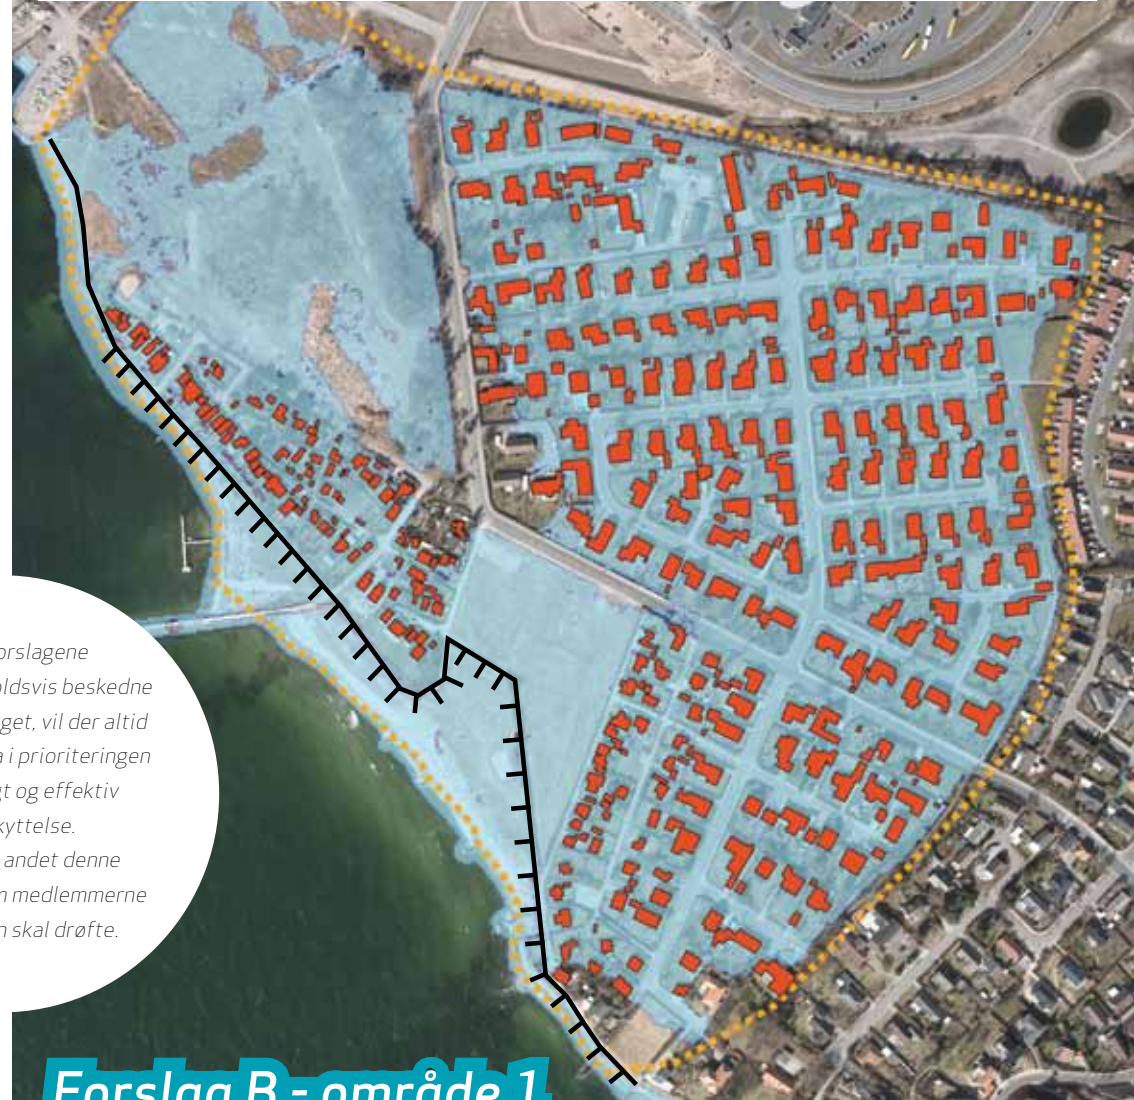 orslagene
oldsvis beskedne
get, vil der altid
i prioriteringen
gt og effektiv
kyttelse.
andet denne
m medlemmerne
n skal drøfte.
Forslag B - område 1